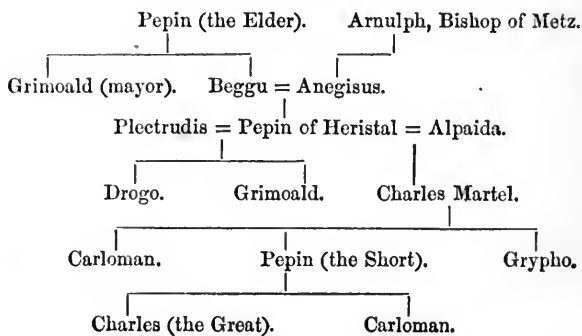 Pepin (the Elder). Arnulph, Bishop of Metz.
Grimoald (mayor). Beggu = Anegisus.
Plectrudis = Pepin of Heristal = Alpaida.
Drogo. Grimoald. Charles Martel.
Carloman. Pepin (the Short). Grypho.
Charles (the Great). Carloman.